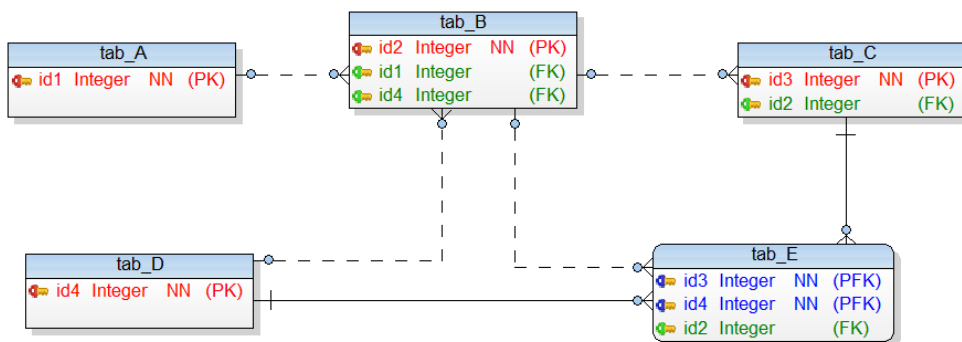 tab_A
id1 Integer NN (PK)
tab_B
id2 Integer NN (PK)
id1 Integer (FK)
id4 Integer (FK)
tab_C
id3 Integer NN (PK)
id2 Integer (FK)
tab_D
id4 Integer NN (PK)
tab_E
id3 Integer NN (PFK)
id4 Integer NN (PFK)
id2 Integer (FK)